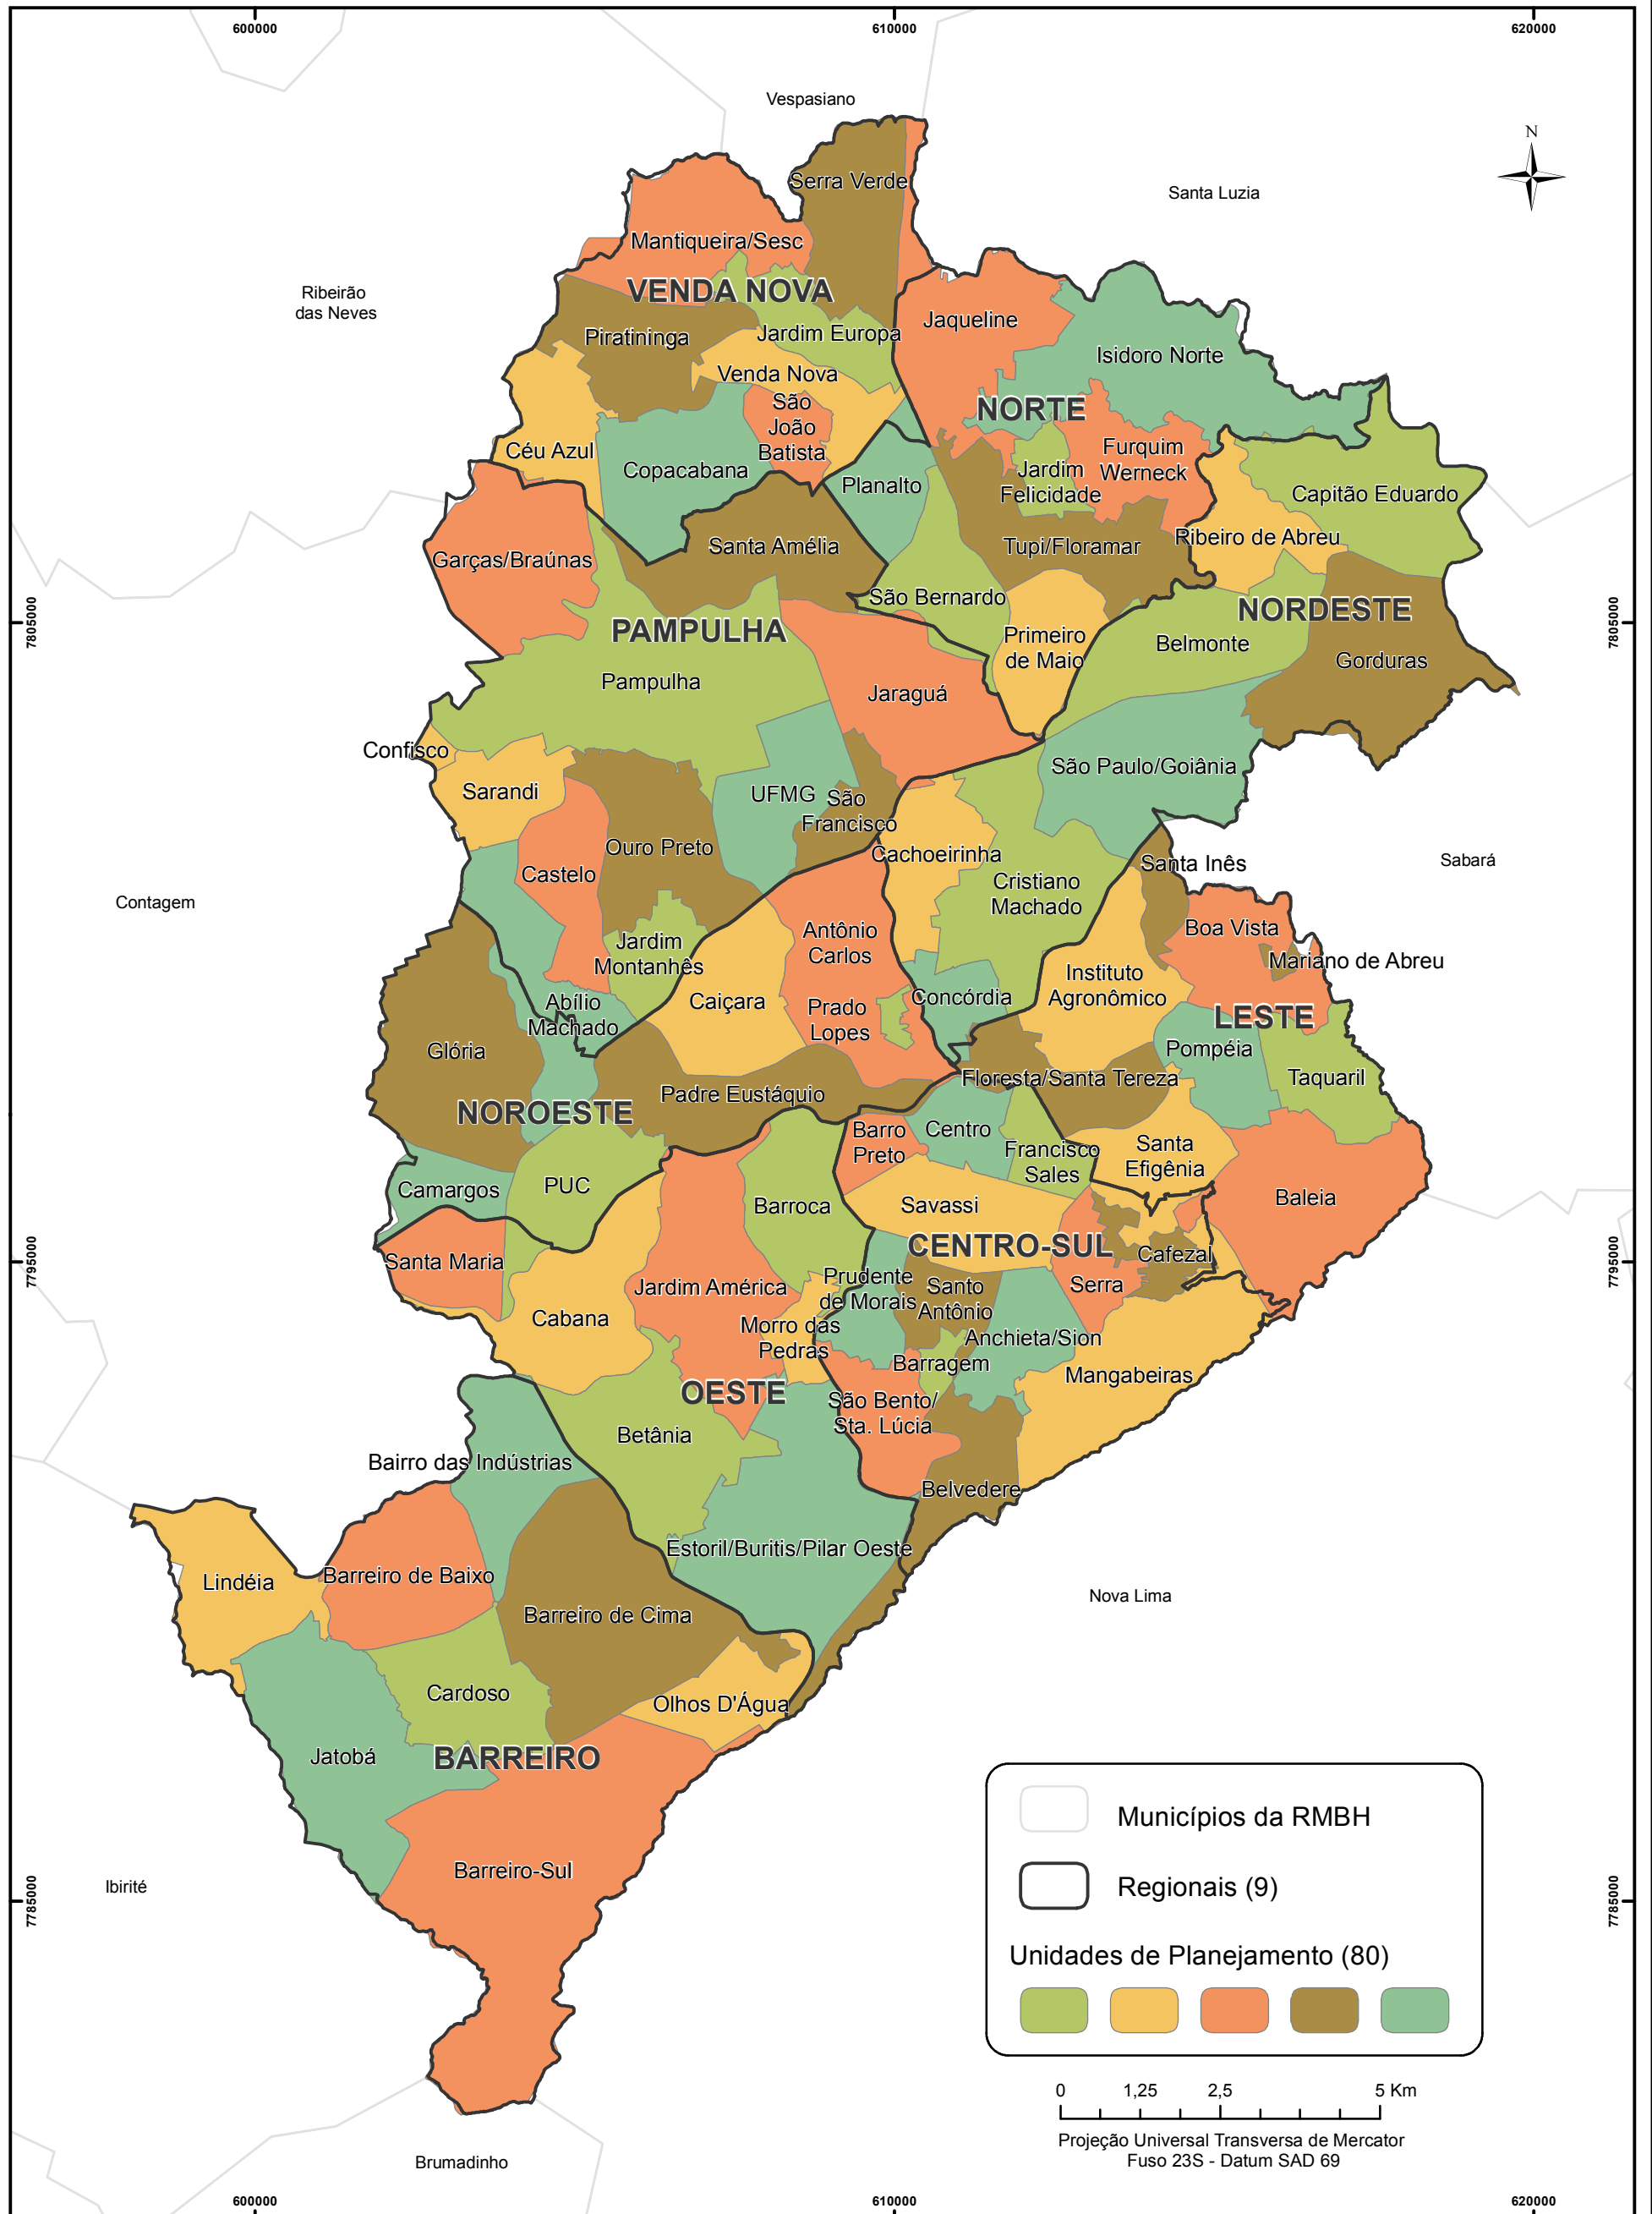 600000
610000
620000
Vespasiano
N
Santa Luzia
Serra Verde
Mantiqueira/Sesc
VENDA NOVA
Ribeirão
das Neves
Jaqueline
Piratininga
Jardim Europa
Isidoro Norte
Venda Nova
São
João
Batista
NORTE
Céu Azul
Copacabana
Furquim
Werneck
Planalto
Jardim
Felicidade
Capitão Eduardo
Garças/Braúnas
Santa Amélia
Tupi/Floramar
Ribeiro de Abreu
São Bernardo
NORDESTE
7805000
7805000
PAMPULHA
Primeiro
de Maio
Belmonte
Gorduras
Pampulha
Jaraguá
Confisco
São Paulo/Goiânia
Sarandi
UFMG
São
Francisco
Ouro Preto
Cachoeirinha
Santa Inês
Sabará
Castelo
Cristiano
Machado
Contagem
Boa Vista
Antônio
Carlos
Jardim
Montanhês
Mariano de Abreu
Instituto
Agronômico
Caiçara
Concórdia
Abílio
Machado
Prado
Lopes
LESTE
Glória
Pompéia
Taquaril
Floresta/Santa Tereza
Padre Eustáquio
NOROESTE
Barro
Preto
Centro
Francisco
Sales
Santa
Efigênia
Camargos
PUC
Barroca
Savassi
Baleia
CENTRO-SUL
Cafezal
7795000
7795000
Santa Maria
Jardim América
Prudente
de Morais
Santo
Antônio
Serra
Cabana
Morro das
Pedras
Anchieta/Sion
Barragem
Mangabeiras
OESTE
São Bento/
Sta. Lúcia
Betânia
Bairro das Indústrias
Belvedere
Estoril/Buritis/Pilar Oeste
Lindéia
Barreiro de Baixo
Nova Lima
Barreiro de Cima
Cardoso
Olhos D'Água
Jatobá
BARREIRO
Barreiro-Sul
Ibirité
7785000
7785000
Municípios da RMBH
Regionais (9)
Unidades de Planejamento (80)
0 1,25 2,5 5 Km
Projeção Universal Transversa de Mercator
Fuso 23S - Datum SAD 69
Brumadinho
600000
610000
620000